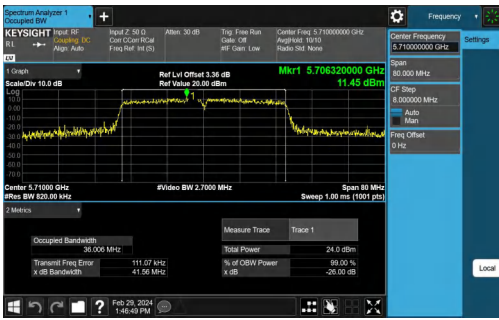 Spectrum Analyzer 1
Occupied BW
Frequency
KEYSIGHT
RL
Input: RF
Coupling: DC
Align: Auto
Input Z: 50 Ω
Corr CCorr RCal
Freq Ref: Int (S)
Atten: 30 dB
Trig: Free Run
Gate: Off
#IF Gain: Low
Center Freq: 5.710000000 GHz
Avg|Hold: 10/10
Radio Std: None
Center Frequency
5.710000000 GHz
Settings
Span
80.000 MHz
CF Step
8.000000 MHz
Auto
Man
Freq Offset
0 Hz
Local
LV
1 Graph
Scale/Div 10.0 dB
Ref Lvl Offset 3.36 dB
Ref Value 20.00 dBm
Mkr1 5.706320000 GHz
11.45 dBm
Log
10.0
0.00
-10.0
-20.0
-30.0
-40.0
-50.0
-60.0
-70.0
1
Center 5.71000 GHz
#Video BW 2.7000 MHz
Span 80 MHz
#Res BW 820.00 kHz
Sweep 1.00 ms (1001 pts)
2 Metrics
Measure Trace
Trace 1
Occupied Bandwidth
36.006 MHz
Total Power
24.0 dBm
Transmit Freq Error
111.07 kHz
% of OBW Power
99.00 %
x dB Bandwidth
41.56 MHz
x dB
-26.00 dB
?
Feb 29, 2024
1:46:49 PM